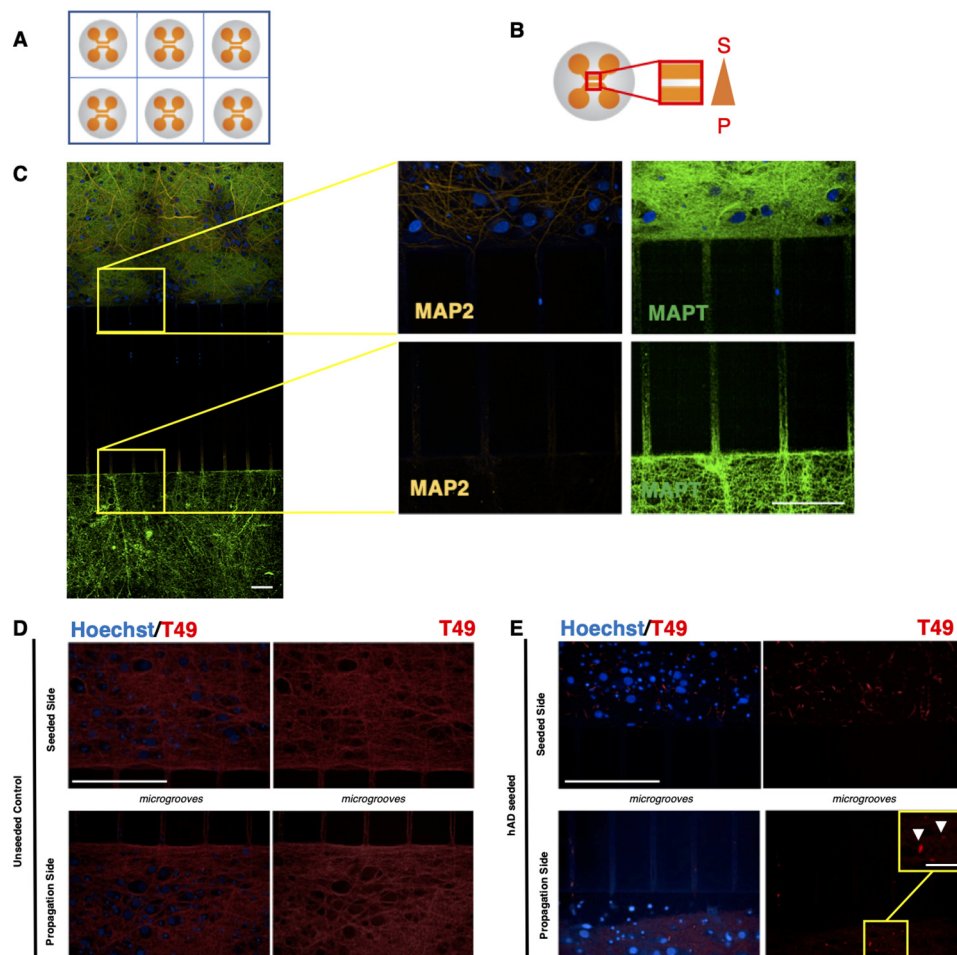 A
B
S
P
C
MAP2
MAPT
MAP2
MAPT
D
Hoechst/T49
T49
Unseeded Control
Seeded Side
microgrooves
microgrooves
Propagation Side
E
Hoechst/T49
T49
hAD seeded
Seeded Side
microgrooves
microgrooves
Propagation Side